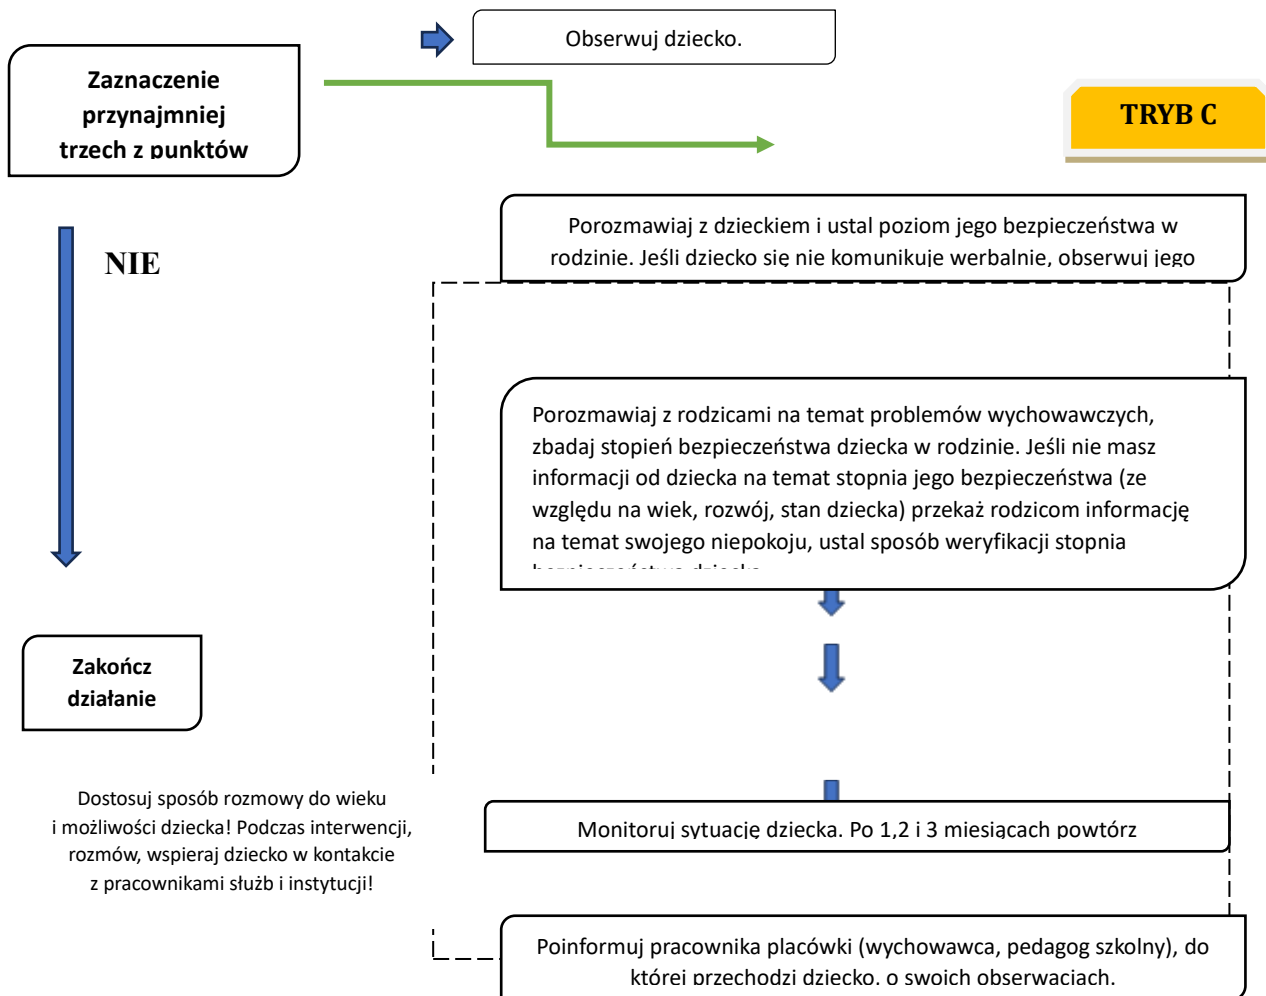 Obserwuj dziecko.
Zaznaczenie
przynajmniej
trzech z punktów
TRYB C
NIE
Porozmawiaj z dzieckiem i ustal poziom jego bezpieczeństwa w
rodzinie. Jeśli dziecko się nie komunikuje werbalnie, obserwuj jego
Porozmawiaj z rodzicami na temat problemów wychowawczych,
zbadaj stopień bezpieczeństwa dziecka w rodzinie. Jeśli nie masz
informacji od dziecka na temat stopnia jego bezpieczeństwa (ze
względu na wiek, rozwój, stan dziecka) przekaż rodzicom informację
na temat swojego niepokoju, ustal sposób weryfikacji stopnia
Zakończ
działanie
Dostosuj sposób rozmowy do wieku
i możliwości dziecka! Podczas interwencji,
rozmów, wspieraj dziecko w kontakcie
z pracownikami służb i instytucji!
Monitoruj sytuację dziecka. Po 1,2 i 3 miesiącach powtórz
Poinformuj pracownika placówki (wychowawca, pedagog szkolny), do
której przechodzi dziecko, o swoich obserwacjach.